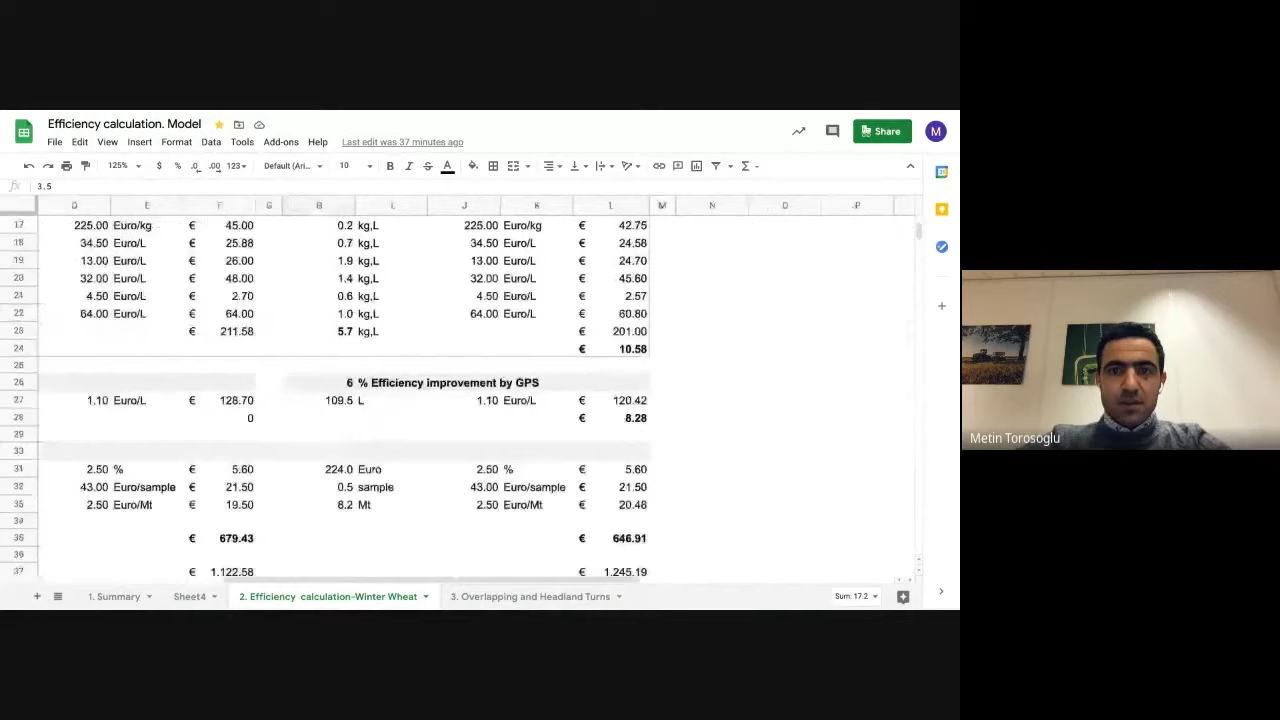 Efficiency calculation. Model
File Edit View Insert Format Data Tools Add-ons Help Last edit was 37 minutes ago
Share
M
125% $ % .0 .00 123 Default (Ari... 10 B I S A
fx 3.5
D E F G H I J K L M N O P
17 225.00 Euro/kg € 45.00 0.2 kg,L 225.00 Euro/kg € 42.75
18 34.50 Euro/L € 25.88 0.7 kg,L 34.50 Euro/L € 24.58
19 13.00 Euro/L € 26.00 1.9 kg,L 13.00 Euro/L € 24.70
20 32.00 Euro/L € 48.00 1.4 kg,L 32.00 Euro/L € 45.60
21 4.50 Euro/L € 2.70 0.6 kg,L 4.50 Euro/L € 2.57
22 64.00 Euro/L € 64.00 1.0 kg,L 64.00 Euro/L € 60.80
23 € 211.58 5.7 kg,L € 201.00
24 € 10.58
25
26 6 % Efficiency improvement by GPS
27 1.10 Euro/L € 128.70 109.5 L 1.10 Euro/L € 120.42
28 0 € 8.28
29
31 2.50 % € 5.60 224.0 Euro 2.50 % € 5.60
32 43.00 Euro/sample € 21.50 0.5 sample 43.00 Euro/sample € 21.50
2.50 Euro/Mt € 19.50 8.2 Mt 2.50 Euro/Mt € 20.48
€ 679.43 € 646.91
37 € 1.122.58 € 1.245.19
1. Summary Sheet4 2. Efficiency calculation-Winter Wheat 3. Overlapping and Headland Turns Sum: 17.2
Metin Torosoglu